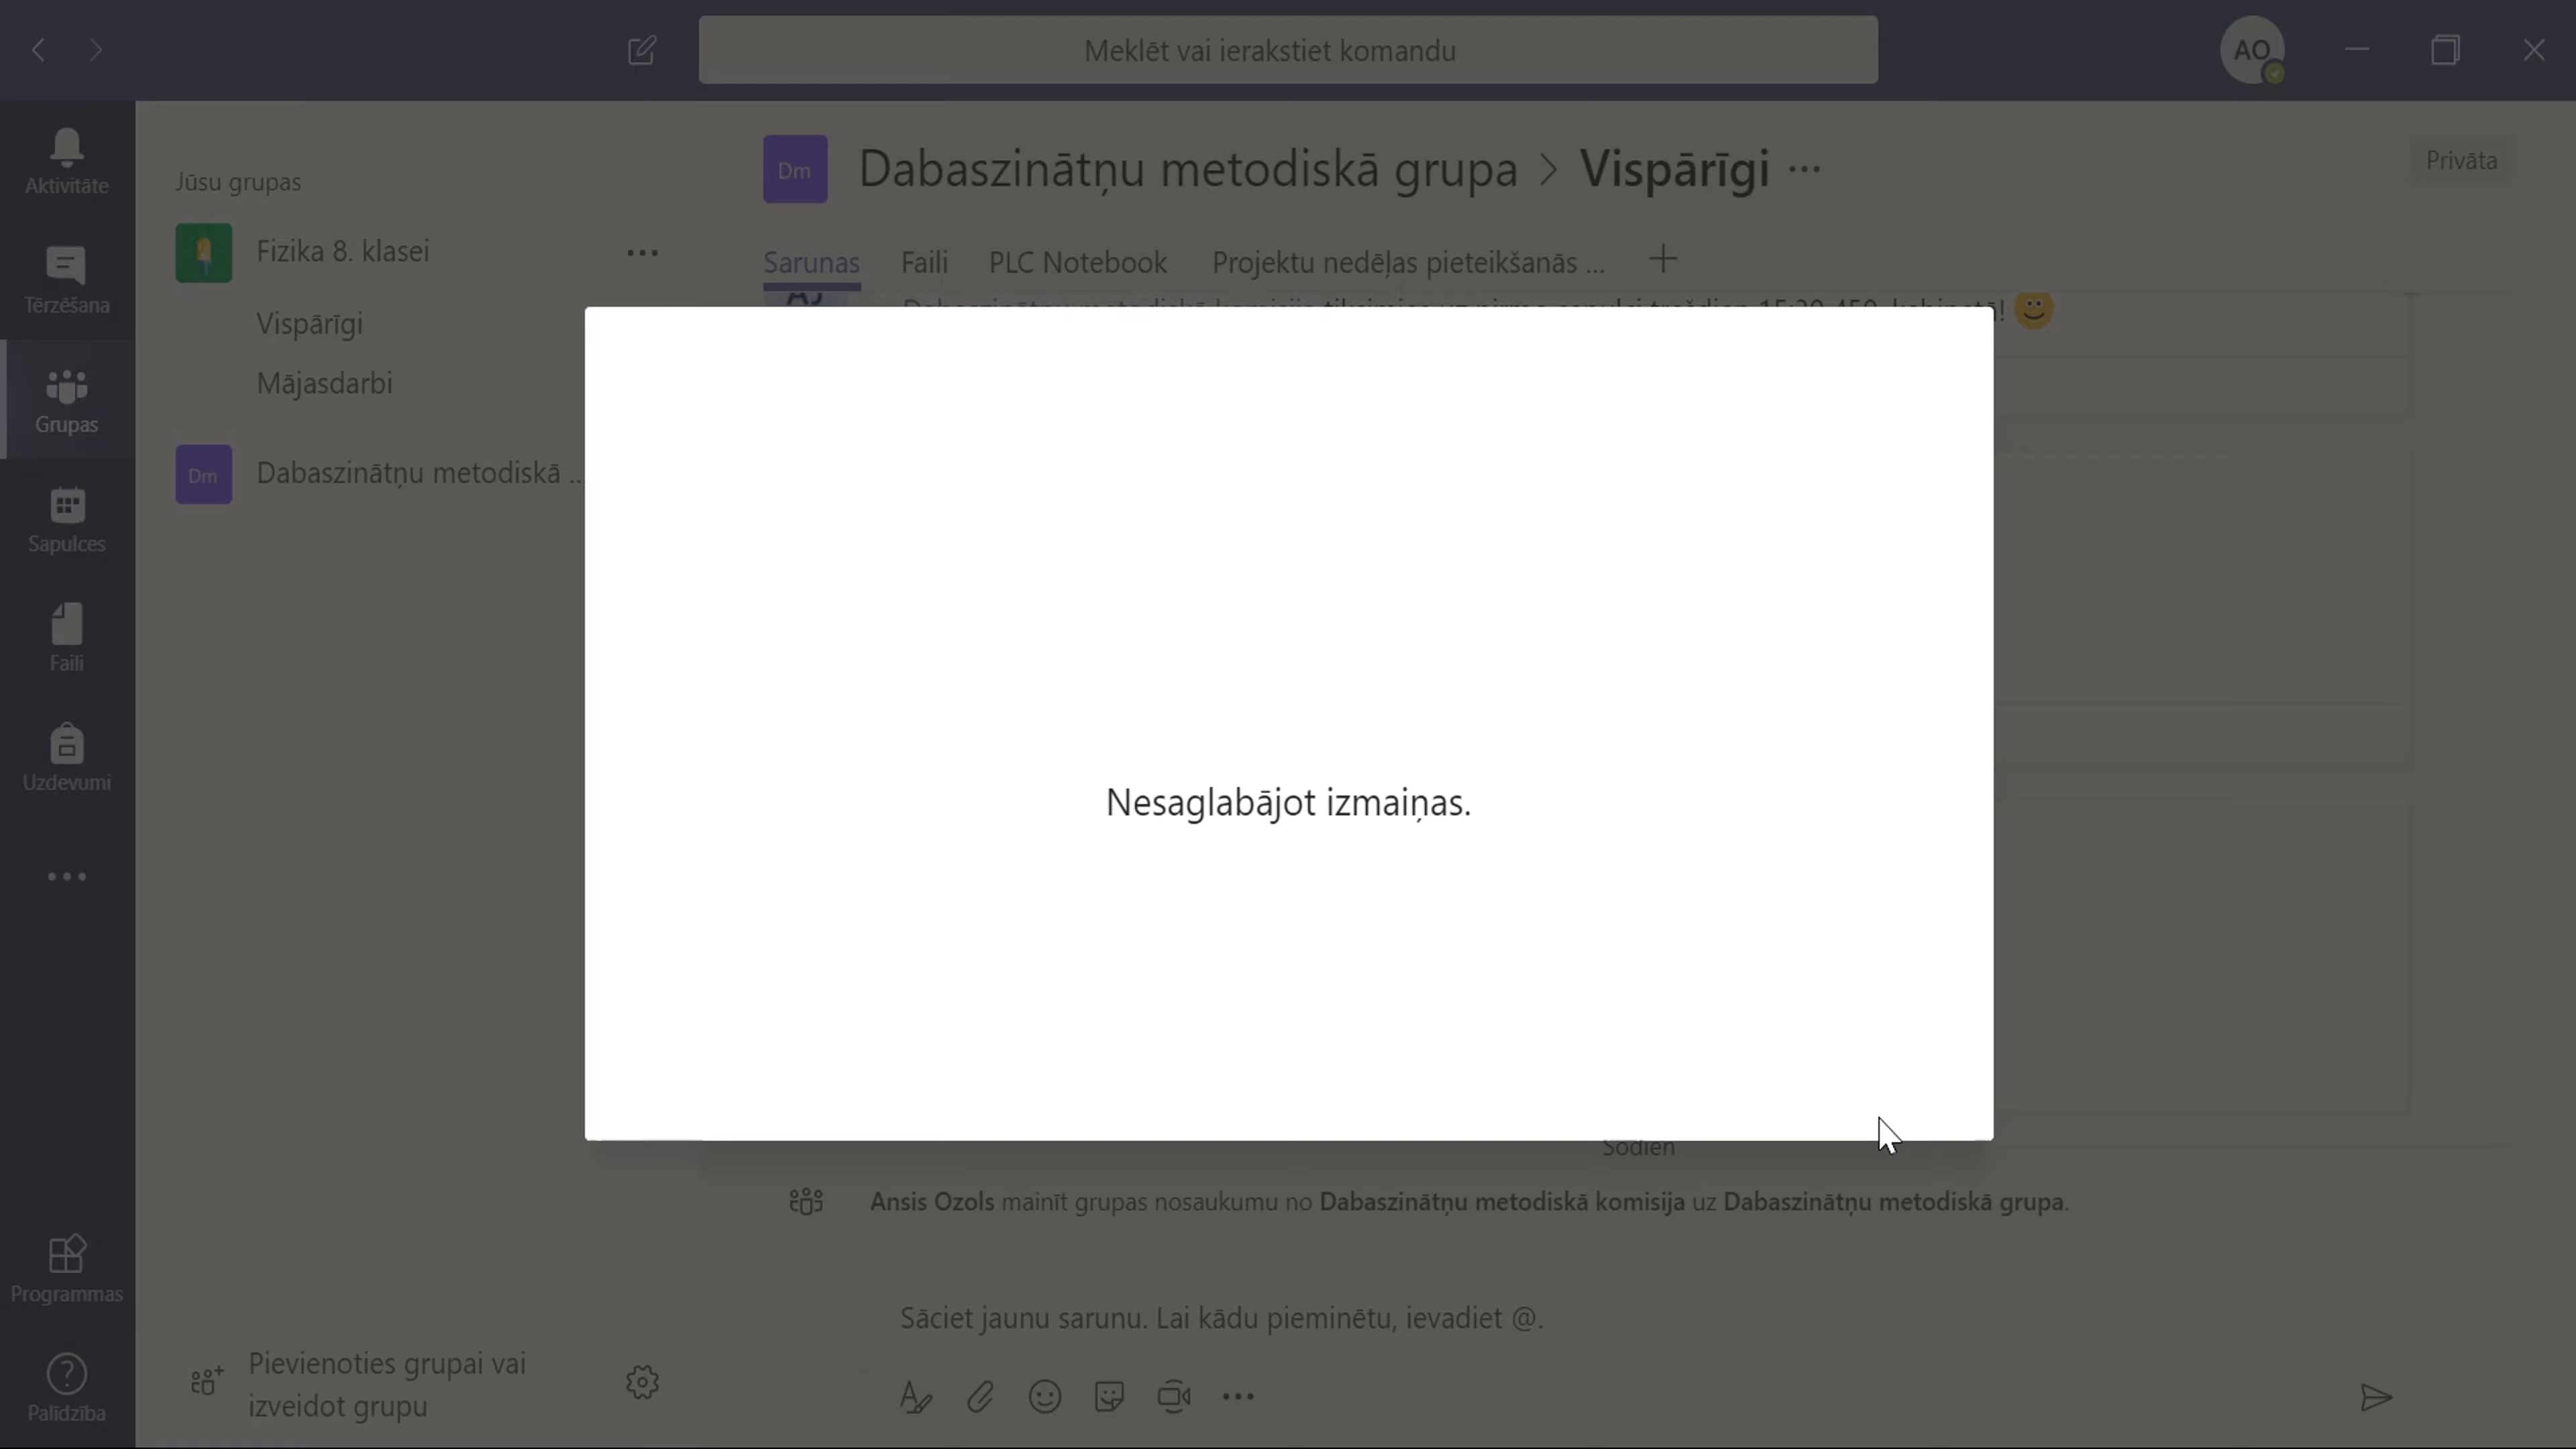 Meklēt vai ierakstiet komandu
AO
Aktivitāte
Tērzēšana
Grupas
Sapulces
Faili
Uzdevumi
Programmas
Palīdzība
Jūsu grupas
Fizika 8. klasei
Vispārīgi
Mājasdarbi
Dm
Dabaszinātņu metodiskā ...
Pievienoties grupai vai
izveidot grupu
Dm
Dabaszinātņu metodiskā grupa > Vispārīgi
Privāta
Sarunas Faili PLC Notebook Projektu nedēļas pieteikšanās ...
Nesaglabājot izmaiņas.
Ansis Ozols mainīt grupas nosaukumu no Dabaszinātņu metodiskā komisija uz Dabaszinātņu metodiskā grupa.
Sāciet jaunu sarunu. Lai kādu pieminētu, ievadiet @.